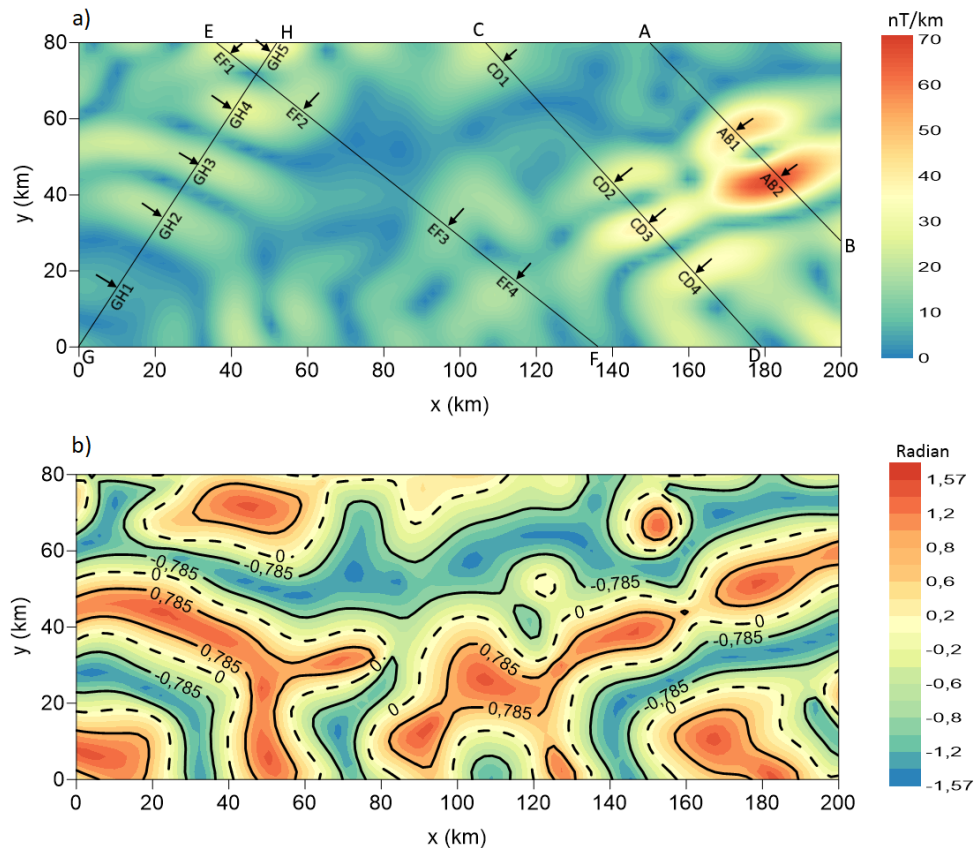 a)
E H C A nT/km
EF1 GH5 CD1
GH4 EF2 AB1
GH3 CD2 AB2
GH2 EF3 CD3
GH1 EF4 CD4
B
G F D
80
60
40
20
0
y (km)
0 20 40 60 80 100 120 140 160 180 200
x (km)
70
60
50
40
30
20
10
0
b)
Radian
80
60
40
20
0
y (km)
0 -0,785 -0,785 0
0 0,785 0 0
0,785 0,785 -0,785
0 0 -0,785
-0,785 0,785 0
0 20 40 60 80 100 120 140 160 180 200
x (km)
1,57
1,2
0,8
0,6
0,2
-0,2
-0,6
-0,8
-1,2
-1,57